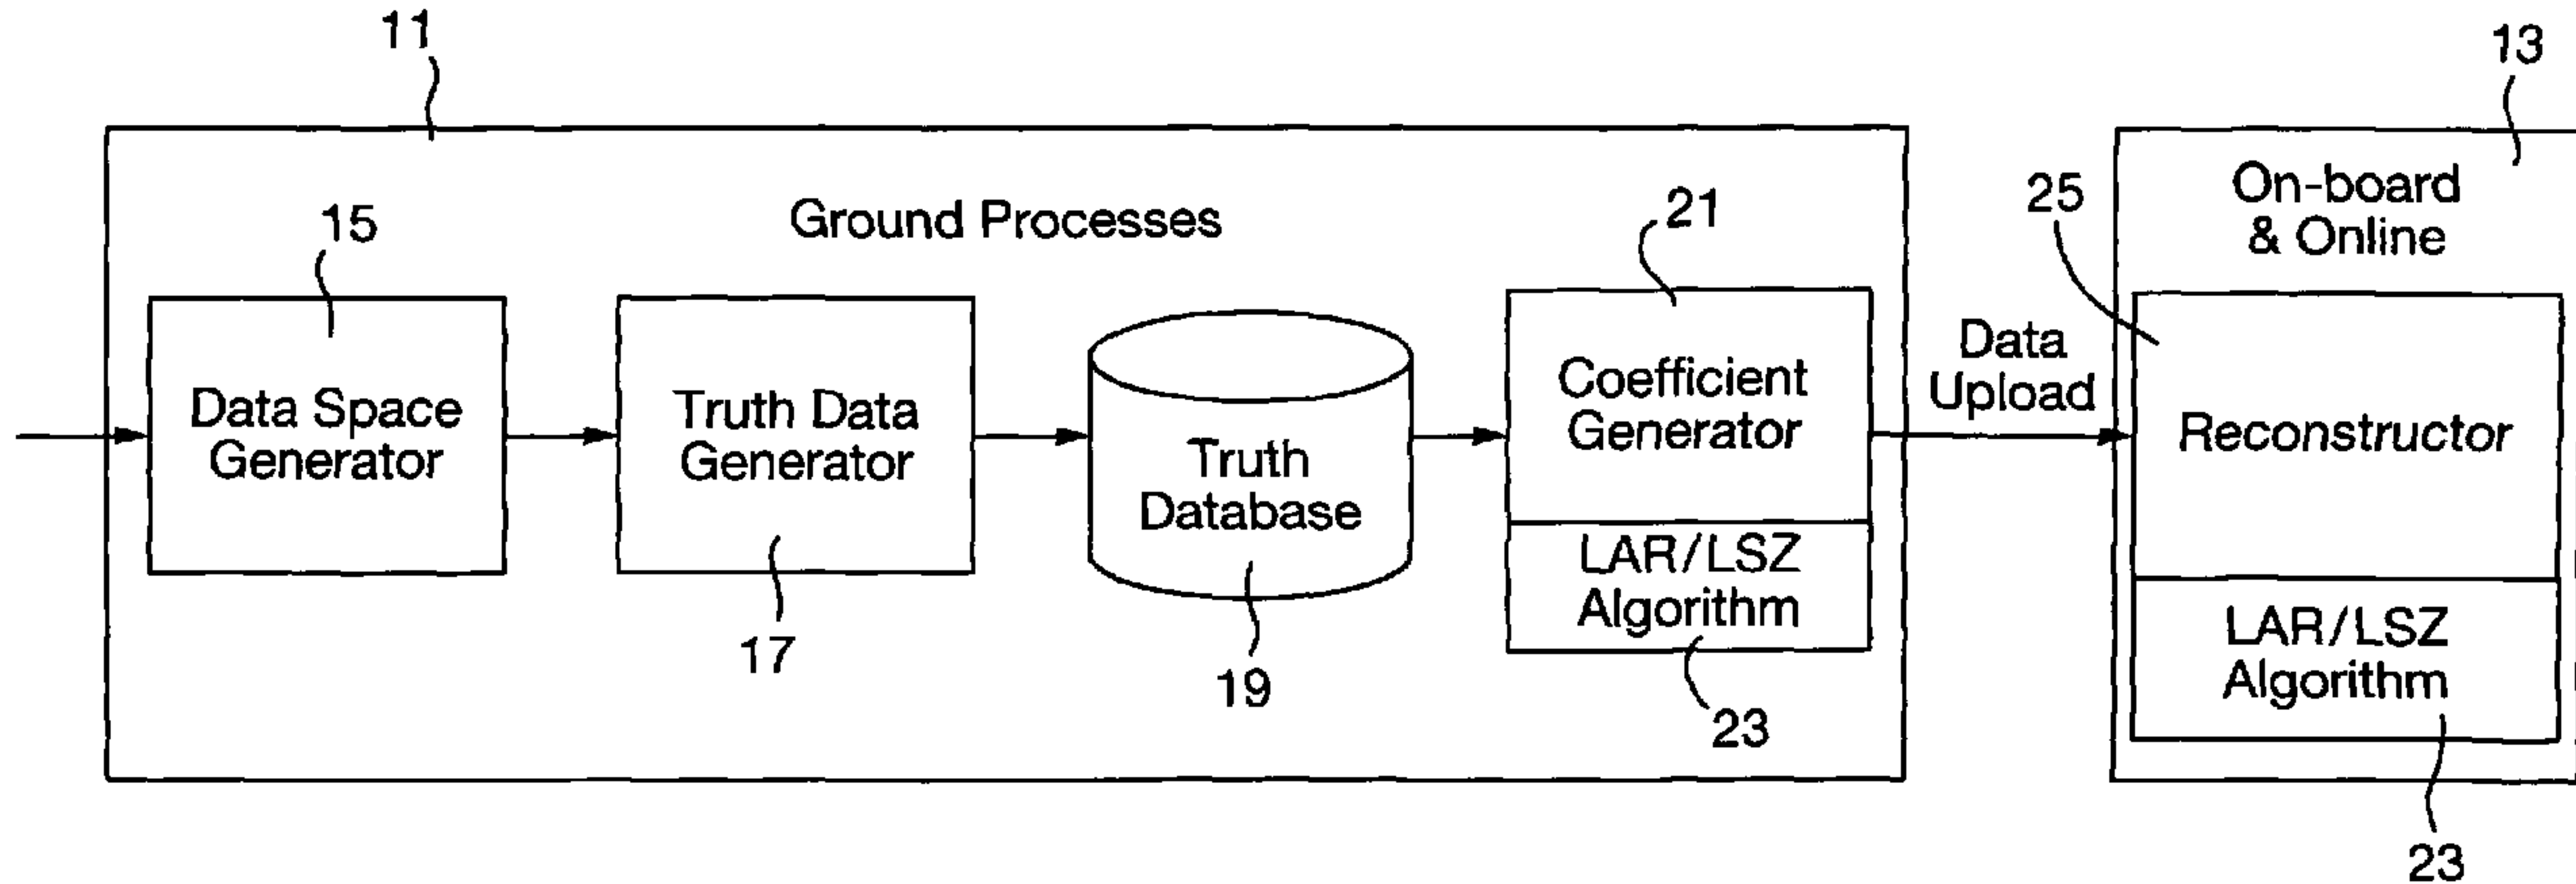 11
13
Ground Processes
On-board
& Online
15
21
25
Data Space
Generator
Truth Data
Generator
Truth
Database
Coefficient
Generator
Data
Upload
Reconstructor
LAR/LSZ
Algorithm
LAR/LSZ
Algorithm
17
19
23
23